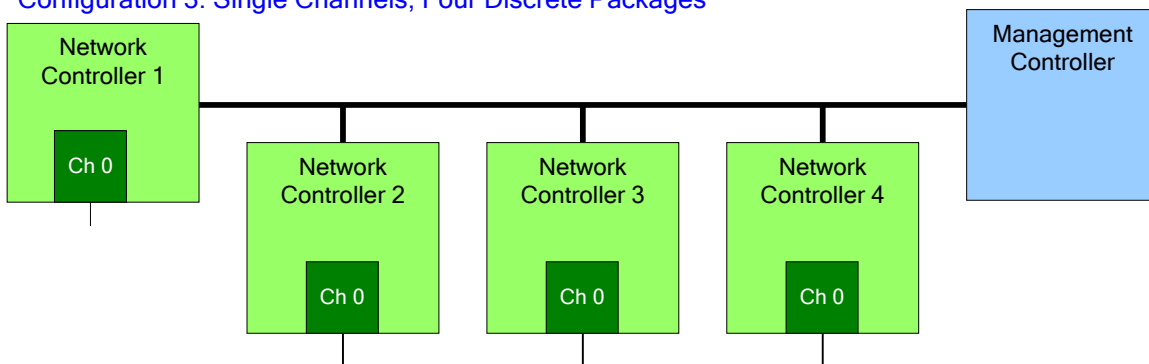 Configuration 3: Single Channels, Four Discrete Packages
Network
Controller 1
Ch 0
Management
Controller
Network
Controller 2
Ch 0
Network
Controller 3
Ch 0
Network
Controller 4
Ch 0